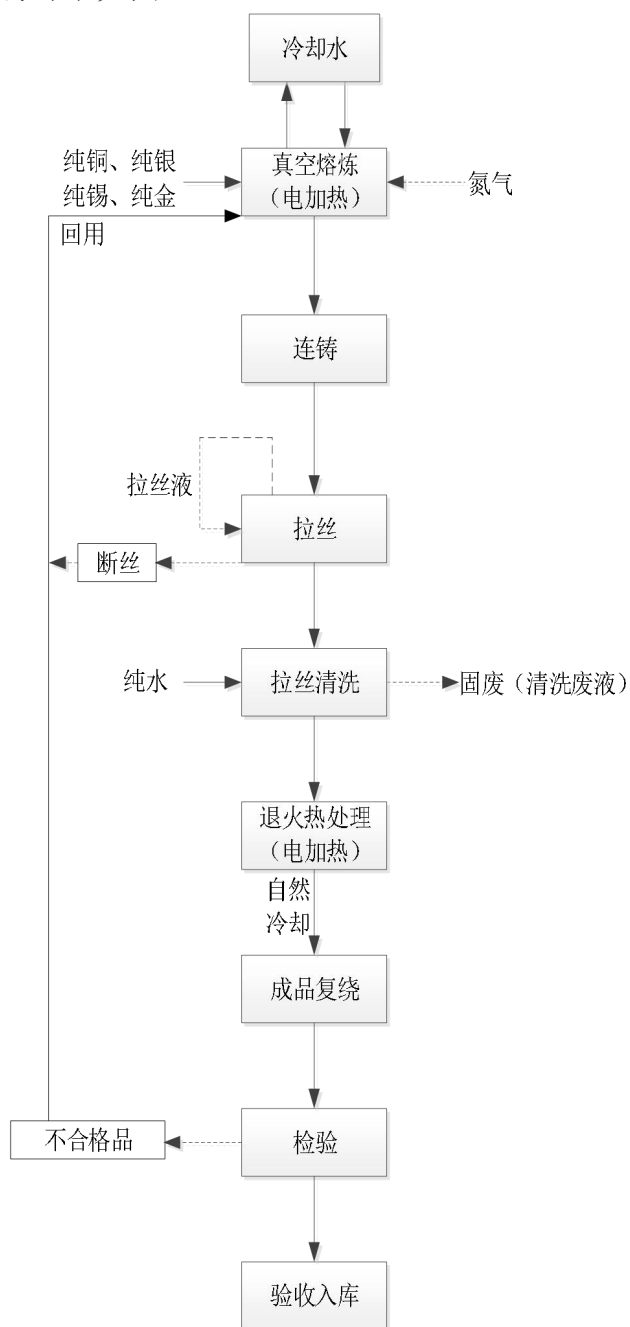 冷却水
纯铜、纯银
纯锡、纯金
回用
真空熔炼
（电加热）
氮气
连铸
拉丝液
拉丝
断丝
纯水
拉丝清洗
固废（清洗废液）
退火热处理
（电加热）
自然
冷却
成品复绕
不合格品
检验
验收入库